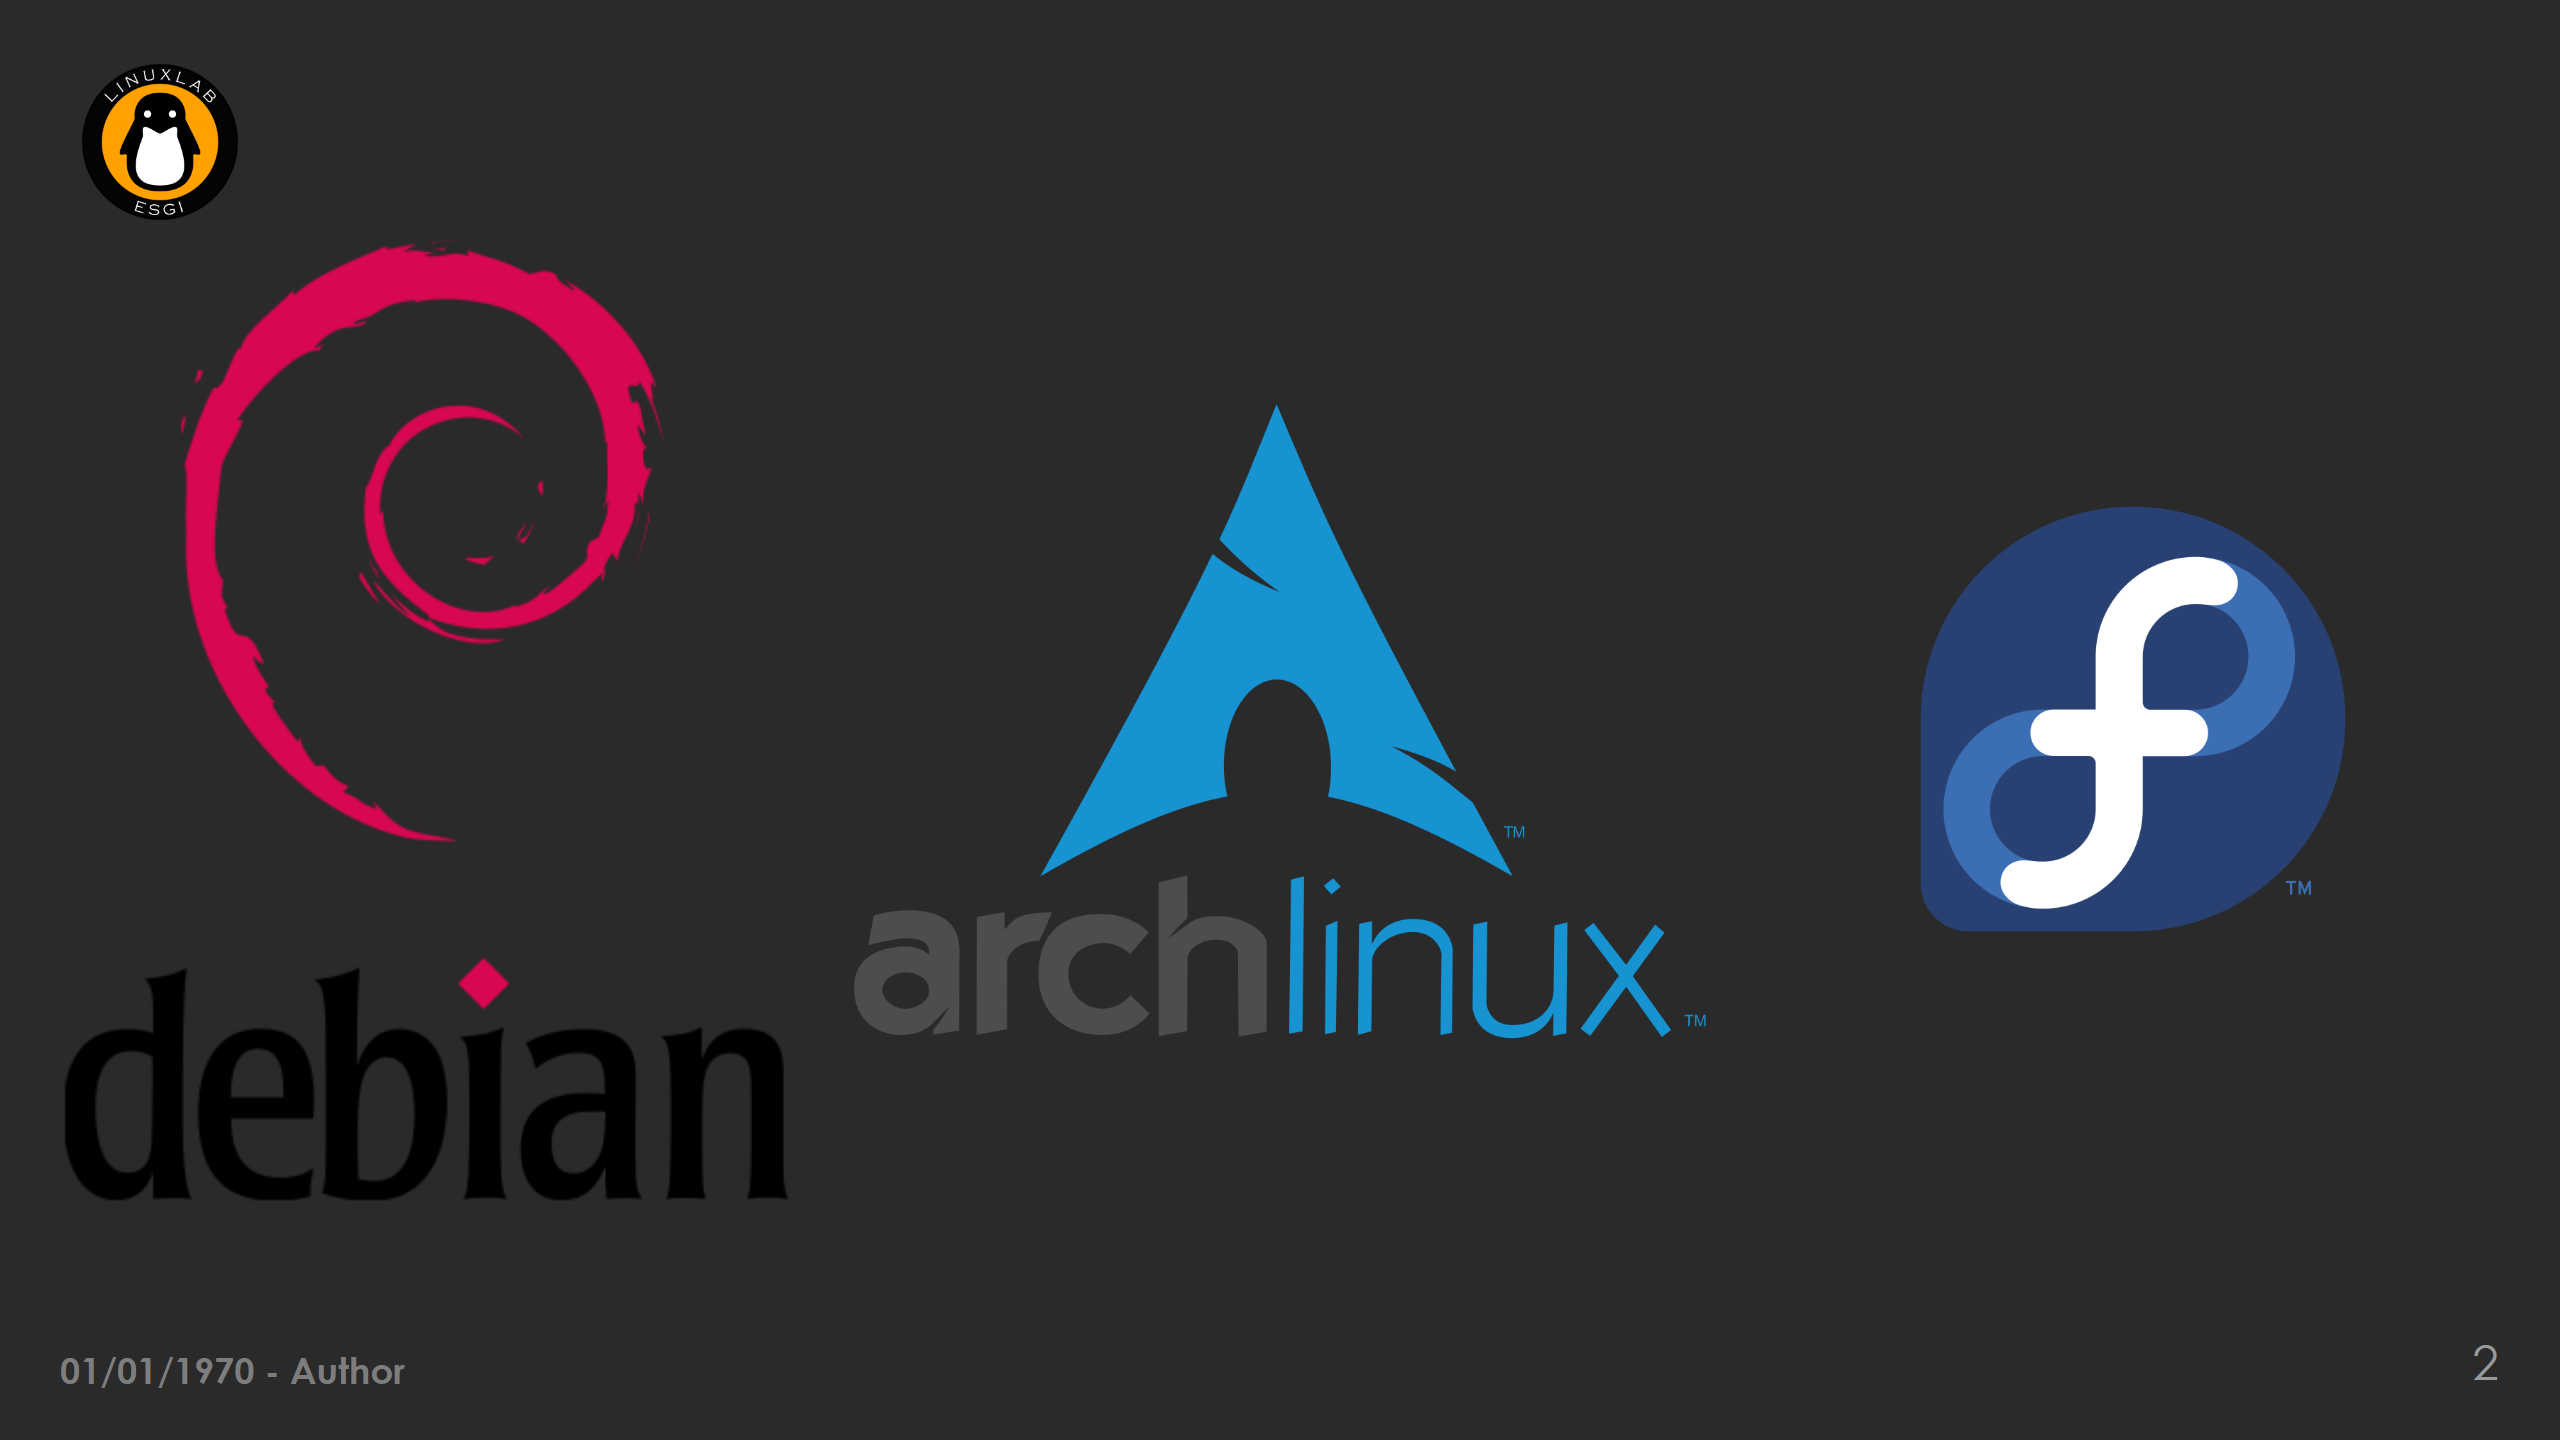 LINUXLAB
ESGI
debian
TM
archlinux TM
f
TM
01/01/1970 - Author
2